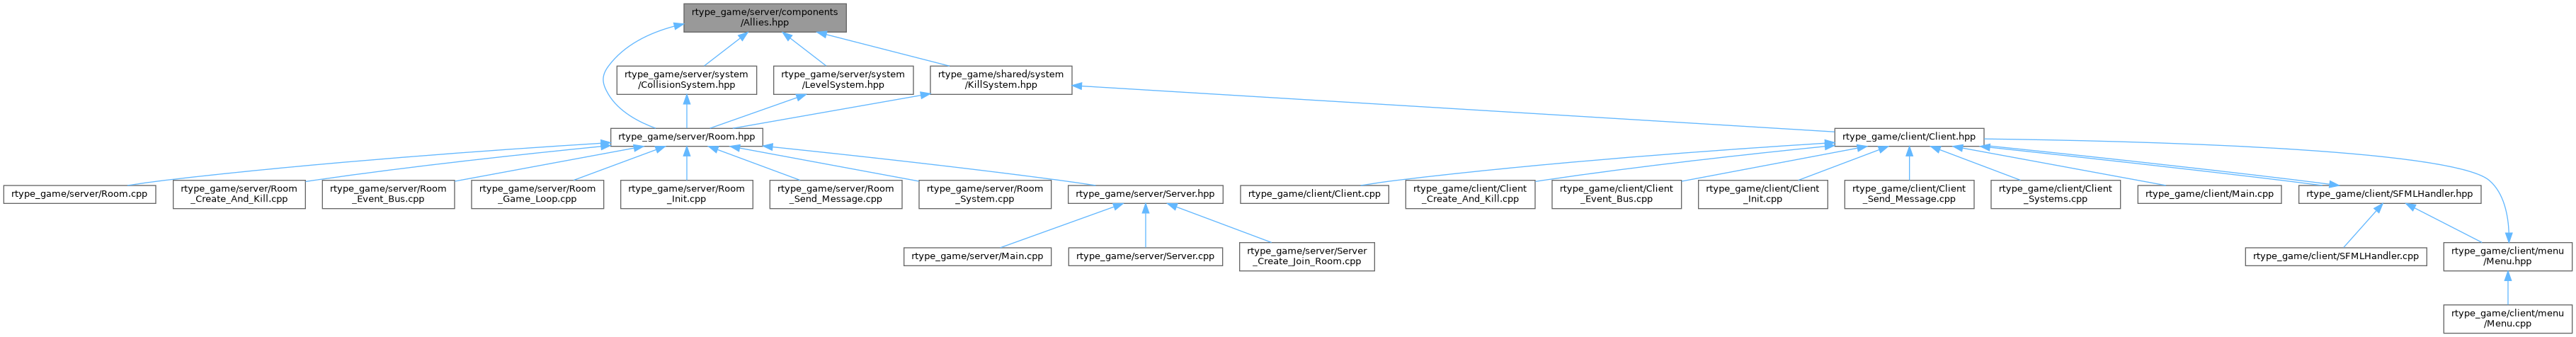 rtype_game/server/components
/Allies.hpp
rtype_game/server/system
/CollisionSystem.hpp
rtype_game/server/system
/LevelSystem.hpp
rtype_game/shared/system
/KillSystem.hpp
rtype_game/server/Room.hpp
rtype_game/client/Client.hpp
rtype_game/server/Room.cpp
rtype_game/server/Room
_Create_And_Kill.cpp
rtype_game/server/Room
_Event_Bus.cpp
rtype_game/server/Room
_Game_Loop.cpp
rtype_game/server/Room
_Init.cpp
rtype_game/server/Room
_Send_Message.cpp
rtype_game/server/Room
_System.cpp
rtype_game/server/Server.hpp
rtype_game/client/Client.cpp
rtype_game/client/Client
_Create_And_Kill.cpp
rtype_game/client/Client
_Event_Bus.cpp
rtype_game/client/Client
_Init.cpp
rtype_game/client/Client
_Send_Message.cpp
rtype_game/client/Client
_Systems.cpp
rtype_game/client/Main.cpp
rtype_game/client/SFMLHandler.hpp
rtype_game/server/Main.cpp
rtype_game/server/Server.cpp
rtype_game/server/Server
_Create_Join_Room.cpp
rtype_game/client/SFMLHandler.cpp
rtype_game/client/menu
/Menu.hpp
rtype_game/client/menu
/Menu.cpp